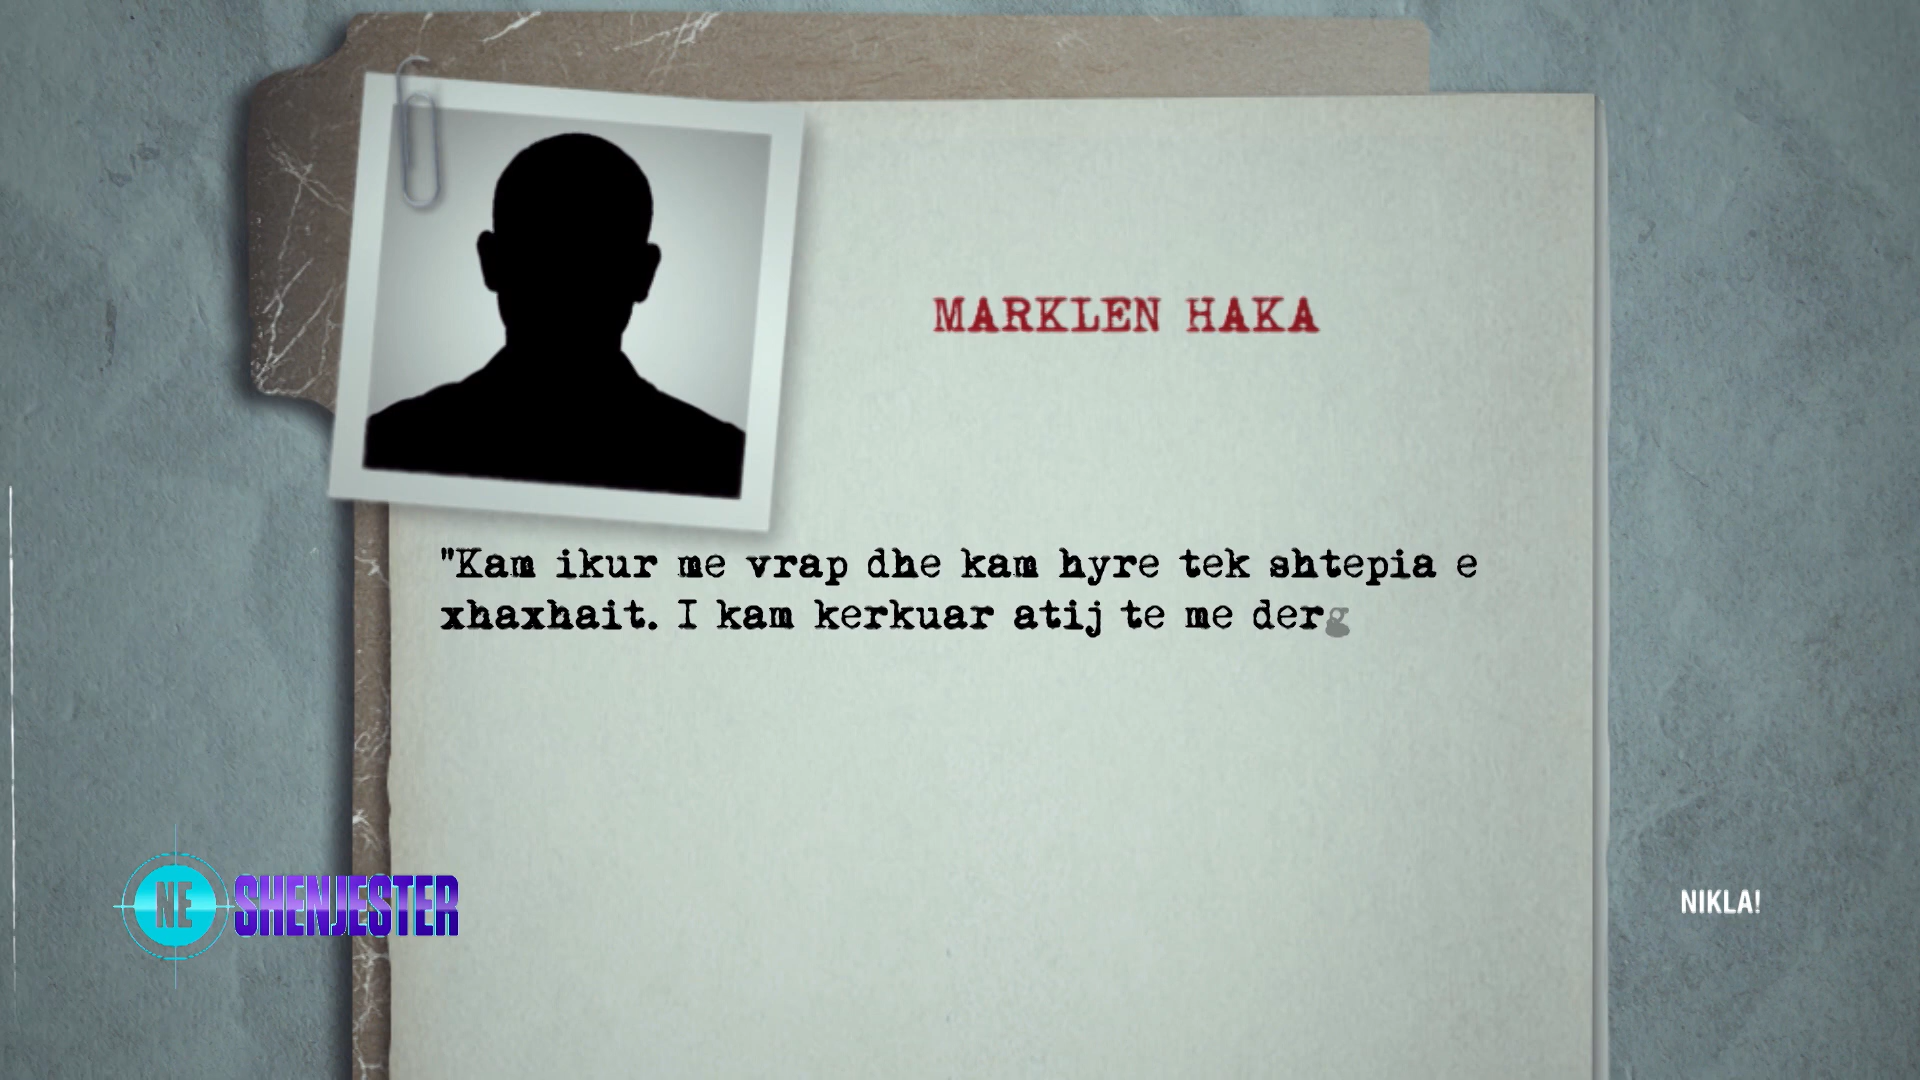 MARKLEN HAKA
"Kam ikur me vrap dhe kam hyre tek shtepia e
xhaxhait. I kam kerkuar atij te me derg
NE SHENJESTER
NIKLA!